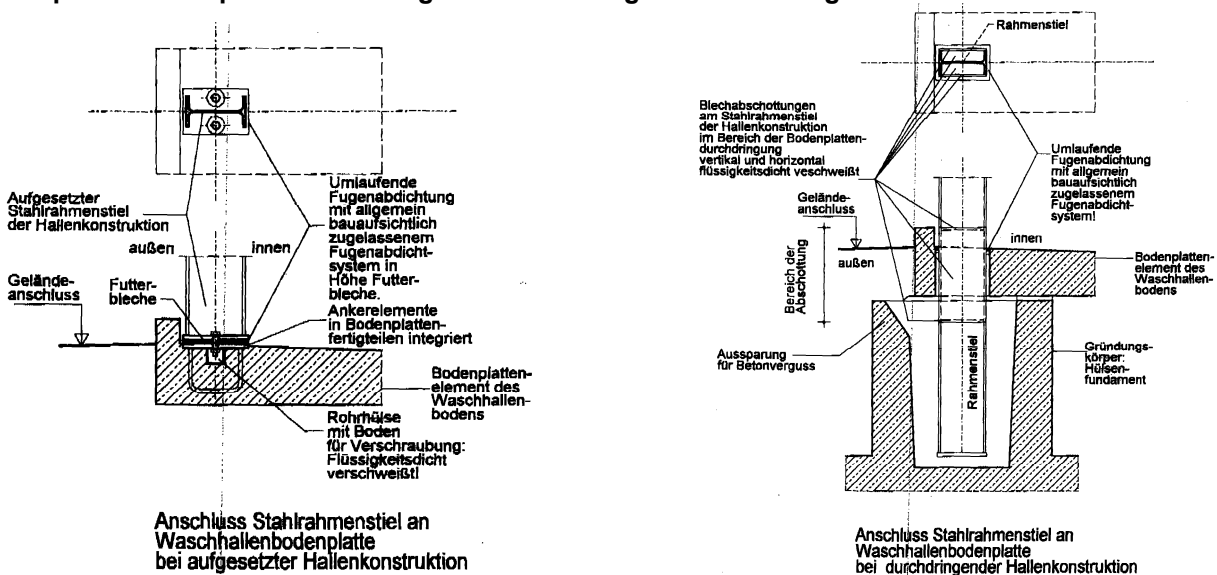 Aufgesetzter
Stahlrahmenstiel
der Hallenkonstruktion
außen
innen
Umlaufende
Fugenabdichtung
mit allgemein
bauaufsichtlich
zugelassenem
Fugenabdicht-
system in
Höhe Futter-
bleche.
Gelände-
anschluss
Futter-
bleche
Ankerelemente
in Bodenplatten-
fertigteilen integriert
Bodenplatten-
element des
Waschhallen-
bodens
Rohrhülse
mit Boden
für Verschraubung:
Flüssigkeitsdicht
verschweißt!
Anschluss Stahlrahmenstiel an
Waschhallenbodenplatte
bei aufgesetzter Hallenkonstruktion
Rahmenstiel
Blechabschottungen
am Stahlrahmenstiel
der Hallenkonstruktion
im Bereich der Bodenplatten-
durchdringung
vertikal und horizontal
flüssigkeitsdicht veschweißt
Umlaufende
Fugenabdichtung
mit allgemein
bauaufsichtlich
zugelassenem
Fugenabdicht-
system!
Gelände-
anschluss
außen
innen
Bereich der
Abschottung
Bodenplatten-
element des
Waschhallen-
bodens
Aussparung
für Betonverguss
Rahmenstiel
Gründungs-
körper:
Hülsen-
fundament
Anschluss Stahlrahmenstiel an
Waschhallenbodenplatte
bei durchdringender Hallenkonstruktion